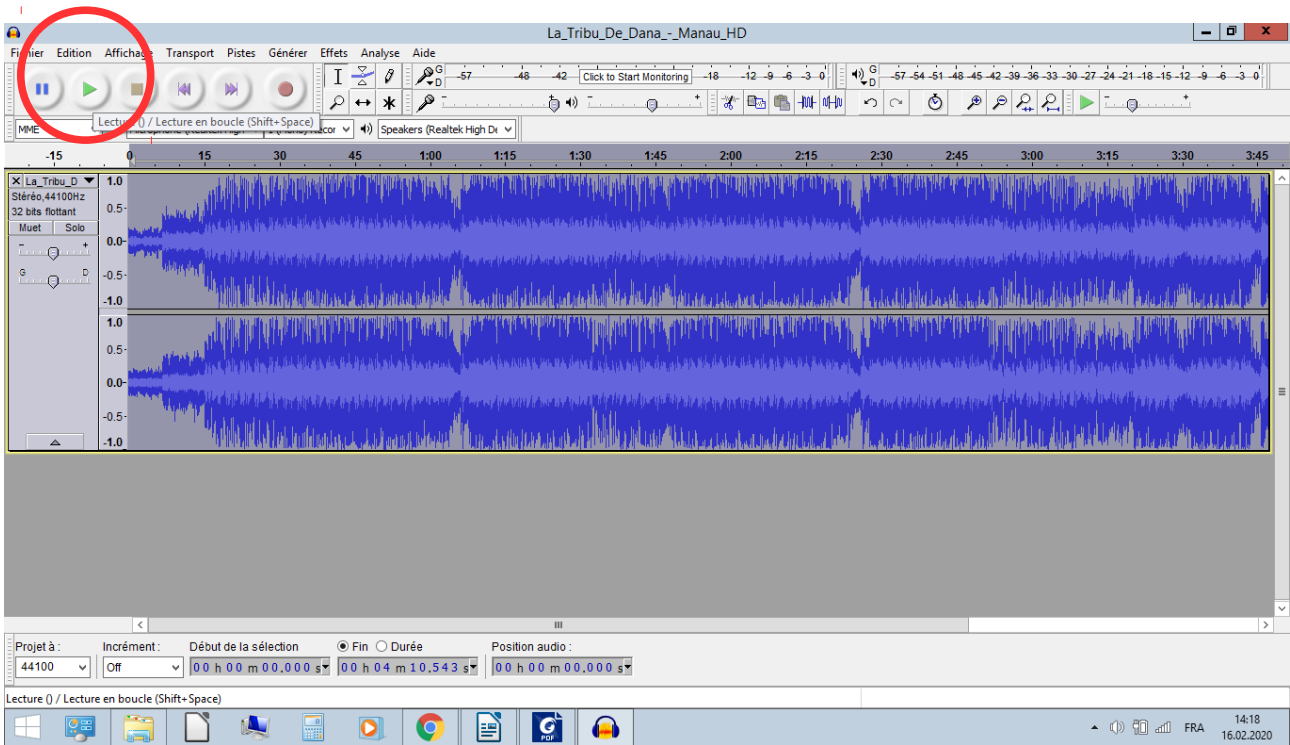 La_Tribu_De_Dana_-_Manau_HD
Fichier Edition Affichage Transport Pistes Générer Effets Analyse Aide
G D -57 -48 -42 Click to Start Monitoring -18 -12 -9 -6 -3 0 G D -57 -54 -51 -48 -45 -42 -39 -36 -33 -30 -27 -24 -21 -18 -15 -12 -9 -6 -3 0
Lecture () / Lecture en boucle (Shift+Space)
MME Speakers (Realtek High De
-15 0 15 30 45 1:00 1:15 1:30 1:45 2:00 2:15 2:30 2:45 3:00 3:15 3:30 3:45
La_Tribu_D 1.0
Stéréo,44100Hz
32 bits flottant 0.5
Muet Solo
0.0
G D -0.5
-1.0
1.0
0.5
0.0
-0.5
-1.0
Projet à : Incrément : Début de la sélection Fin Durée Position audio :
44100 Off 00 h 00 m 00.000 s 00 h 04 m 10.543 s 00 h 00 m 00.000 s
Lecture () / Lecture en boucle (Shift+Space)
G PDF FRA 14:18
16.02.2020